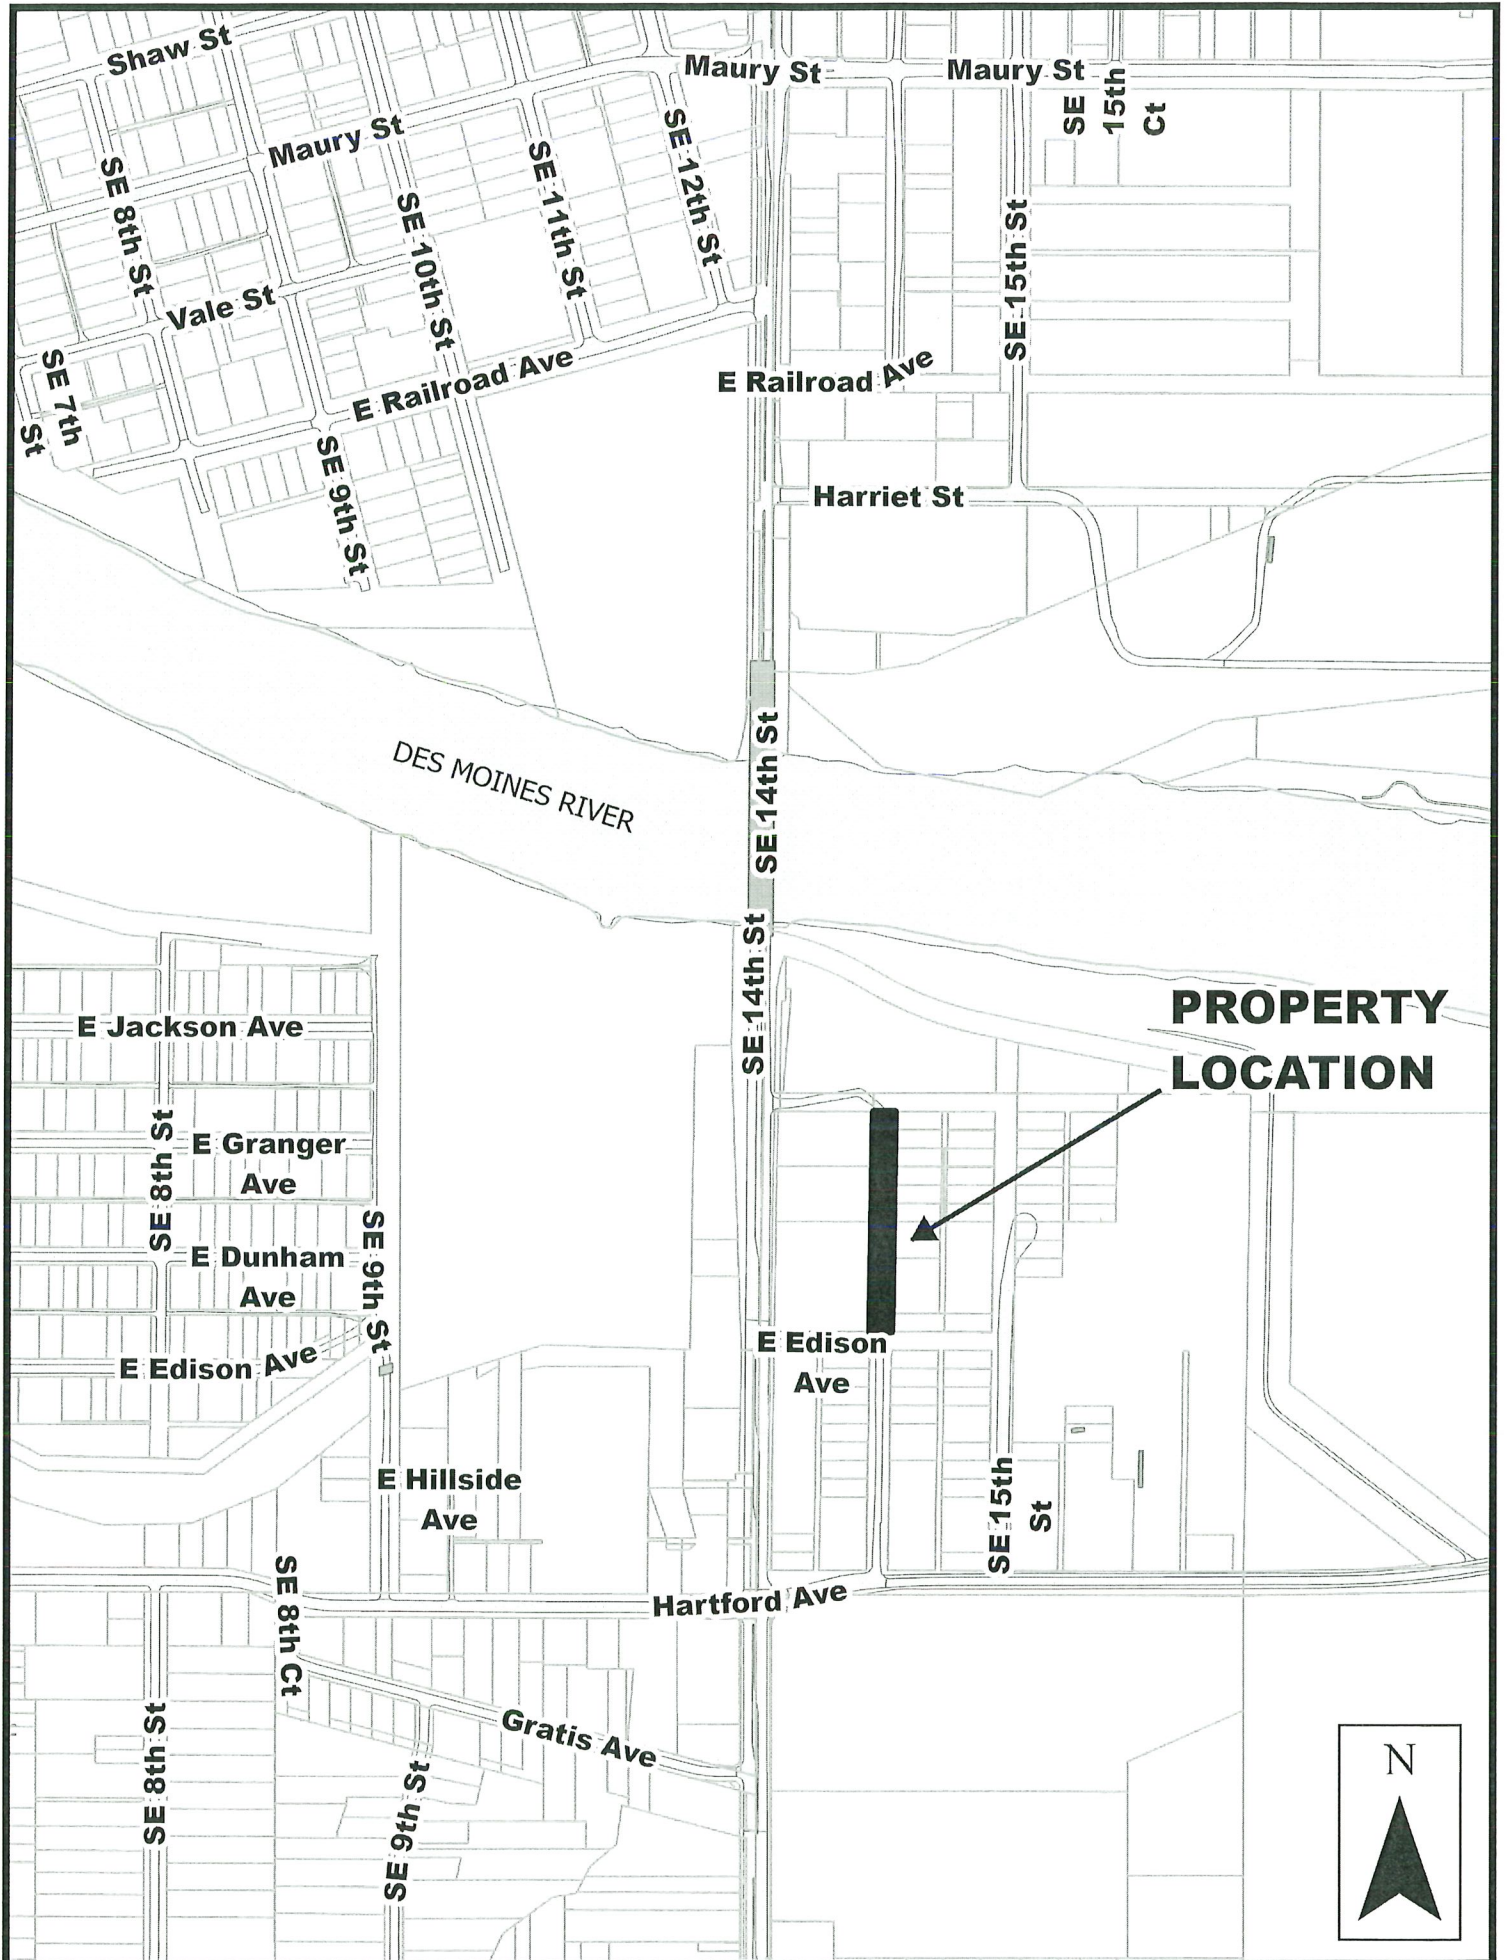 Shaw St
Maury St
Maury St
SE
15th
Ct
Maury St
SE 12th St
SE 11th St
SE 8th St
SE 10th St
SE 15th St
Vale St
SE 7th
St
E Railroad Ave
E Railroad Ave
SE 9th St
Harriet St
DES MOINES RIVER
SE 14th St
SE 14th St
PROPERTY
LOCATION
E Jackson Ave
SE 8th St
E Granger
Ave
E Dunham
Ave
SE 9th St
E Edison Ave
E Edison
Ave
E Hillside
Ave
SE 15th
St
SE 8th Ct
Hartford Ave
SE 8th St
Gratis Ave
SE 9th St
N